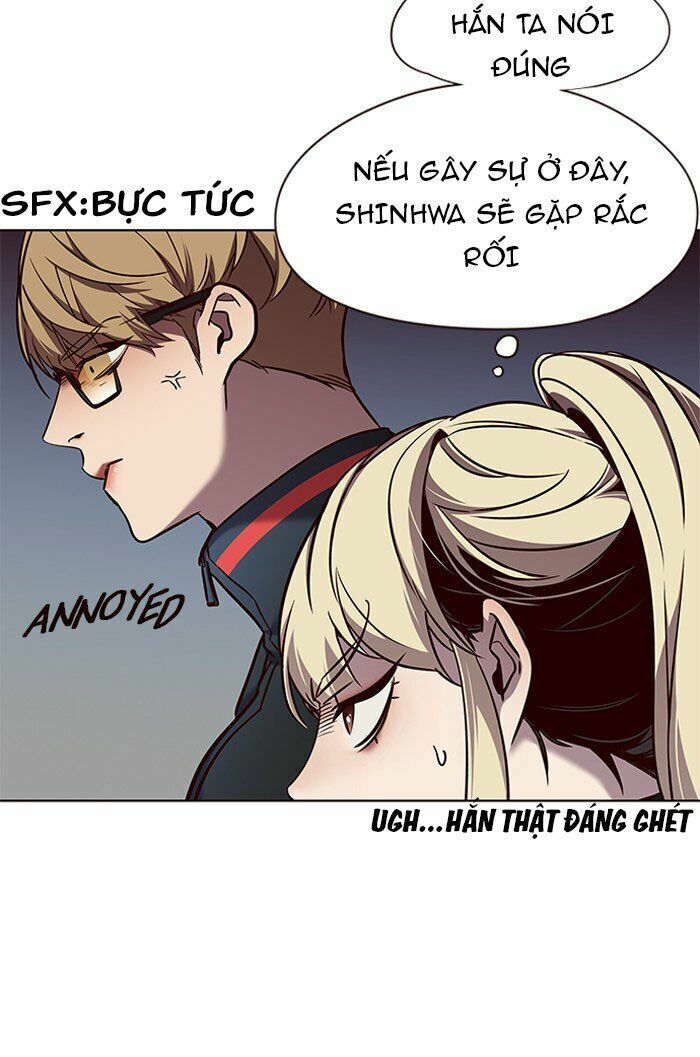 HẮN TA NÓI
ĐÚNG
NẾU GÂY SỰ Ở ĐÂY,
SHINHWA SẼ GẶP RẮC
RỐI
SFX:BỰC TỨC
ANNOYED
UGH...HẮN THẬT ĐÁNG GHÉT